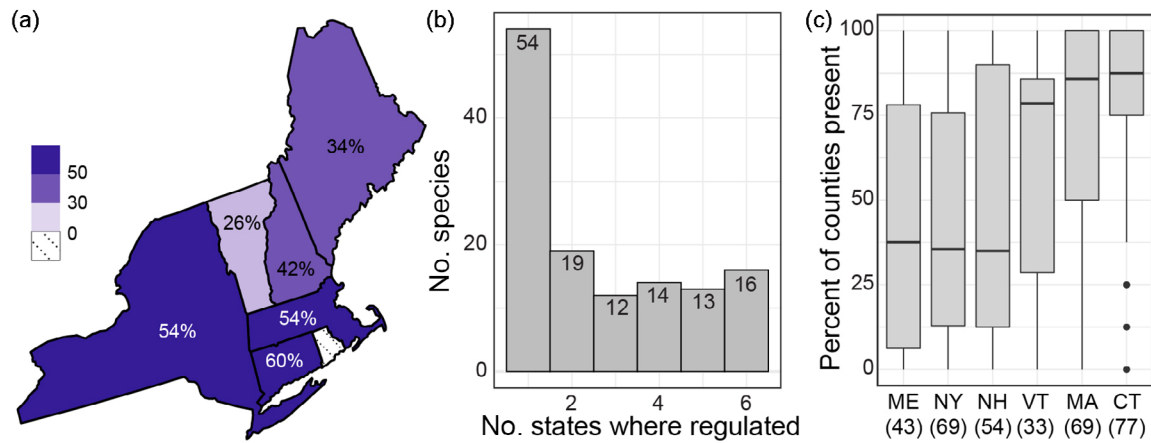 (a)
50
30
0
34%
26%
42%
54%
54%
60%
(b)
No. species
40
20
0
54
19
12
14
13
16
2 4 6
No. states where regulated
(c)
Percent of counties present
100
75
50
25
0
ME NY NH VT MA CT
(43) (69) (54) (33) (69) (77)